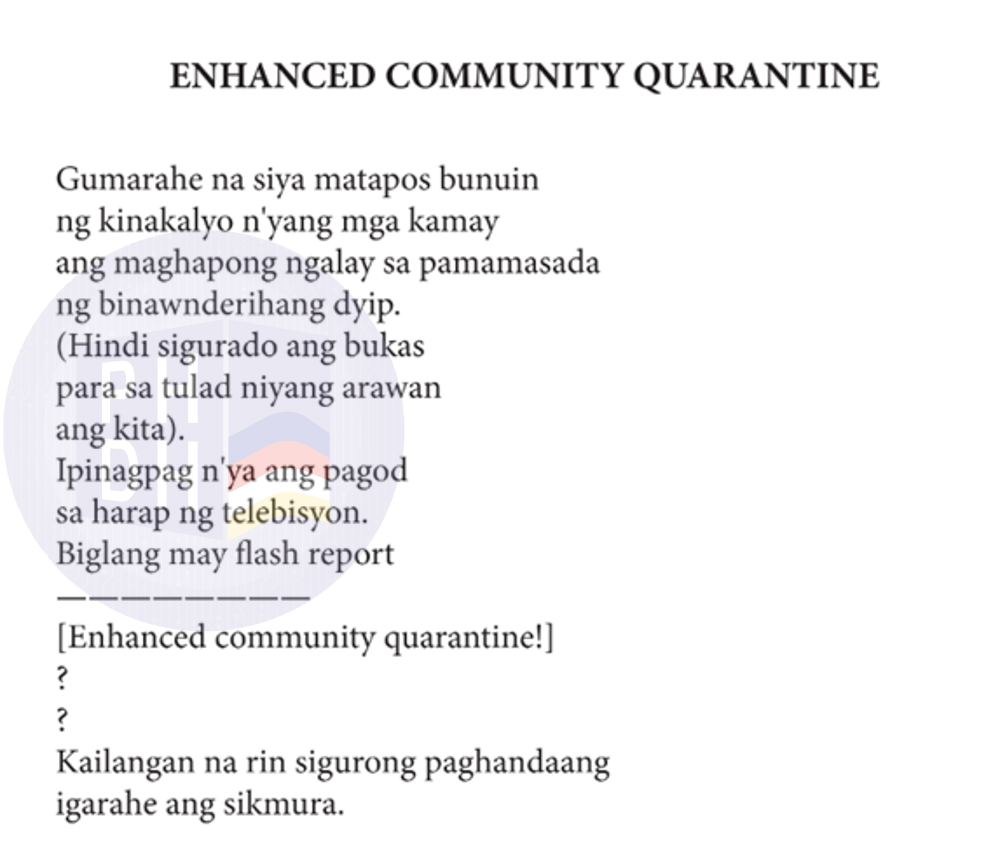 ENHANCED COMMUNITY QUARANTINE
Gumarahe na siya matapos bunuin
ng kinakalyo n'yang mga kamay
ang maghapong ngalay sa pamamasada
ng binawnderihang dyip.
(Hindi sigurado ang bukas
para sa tulad niyang arawan
ang kita).
Ipinagpag n'ya ang pagod
sa harap ng telebisyon.
Biglang may flash report
————————
[Enhanced community quarantine!]
?
?
Kailangan na rin sigurong paghandaang
igarahe ang sikmura.